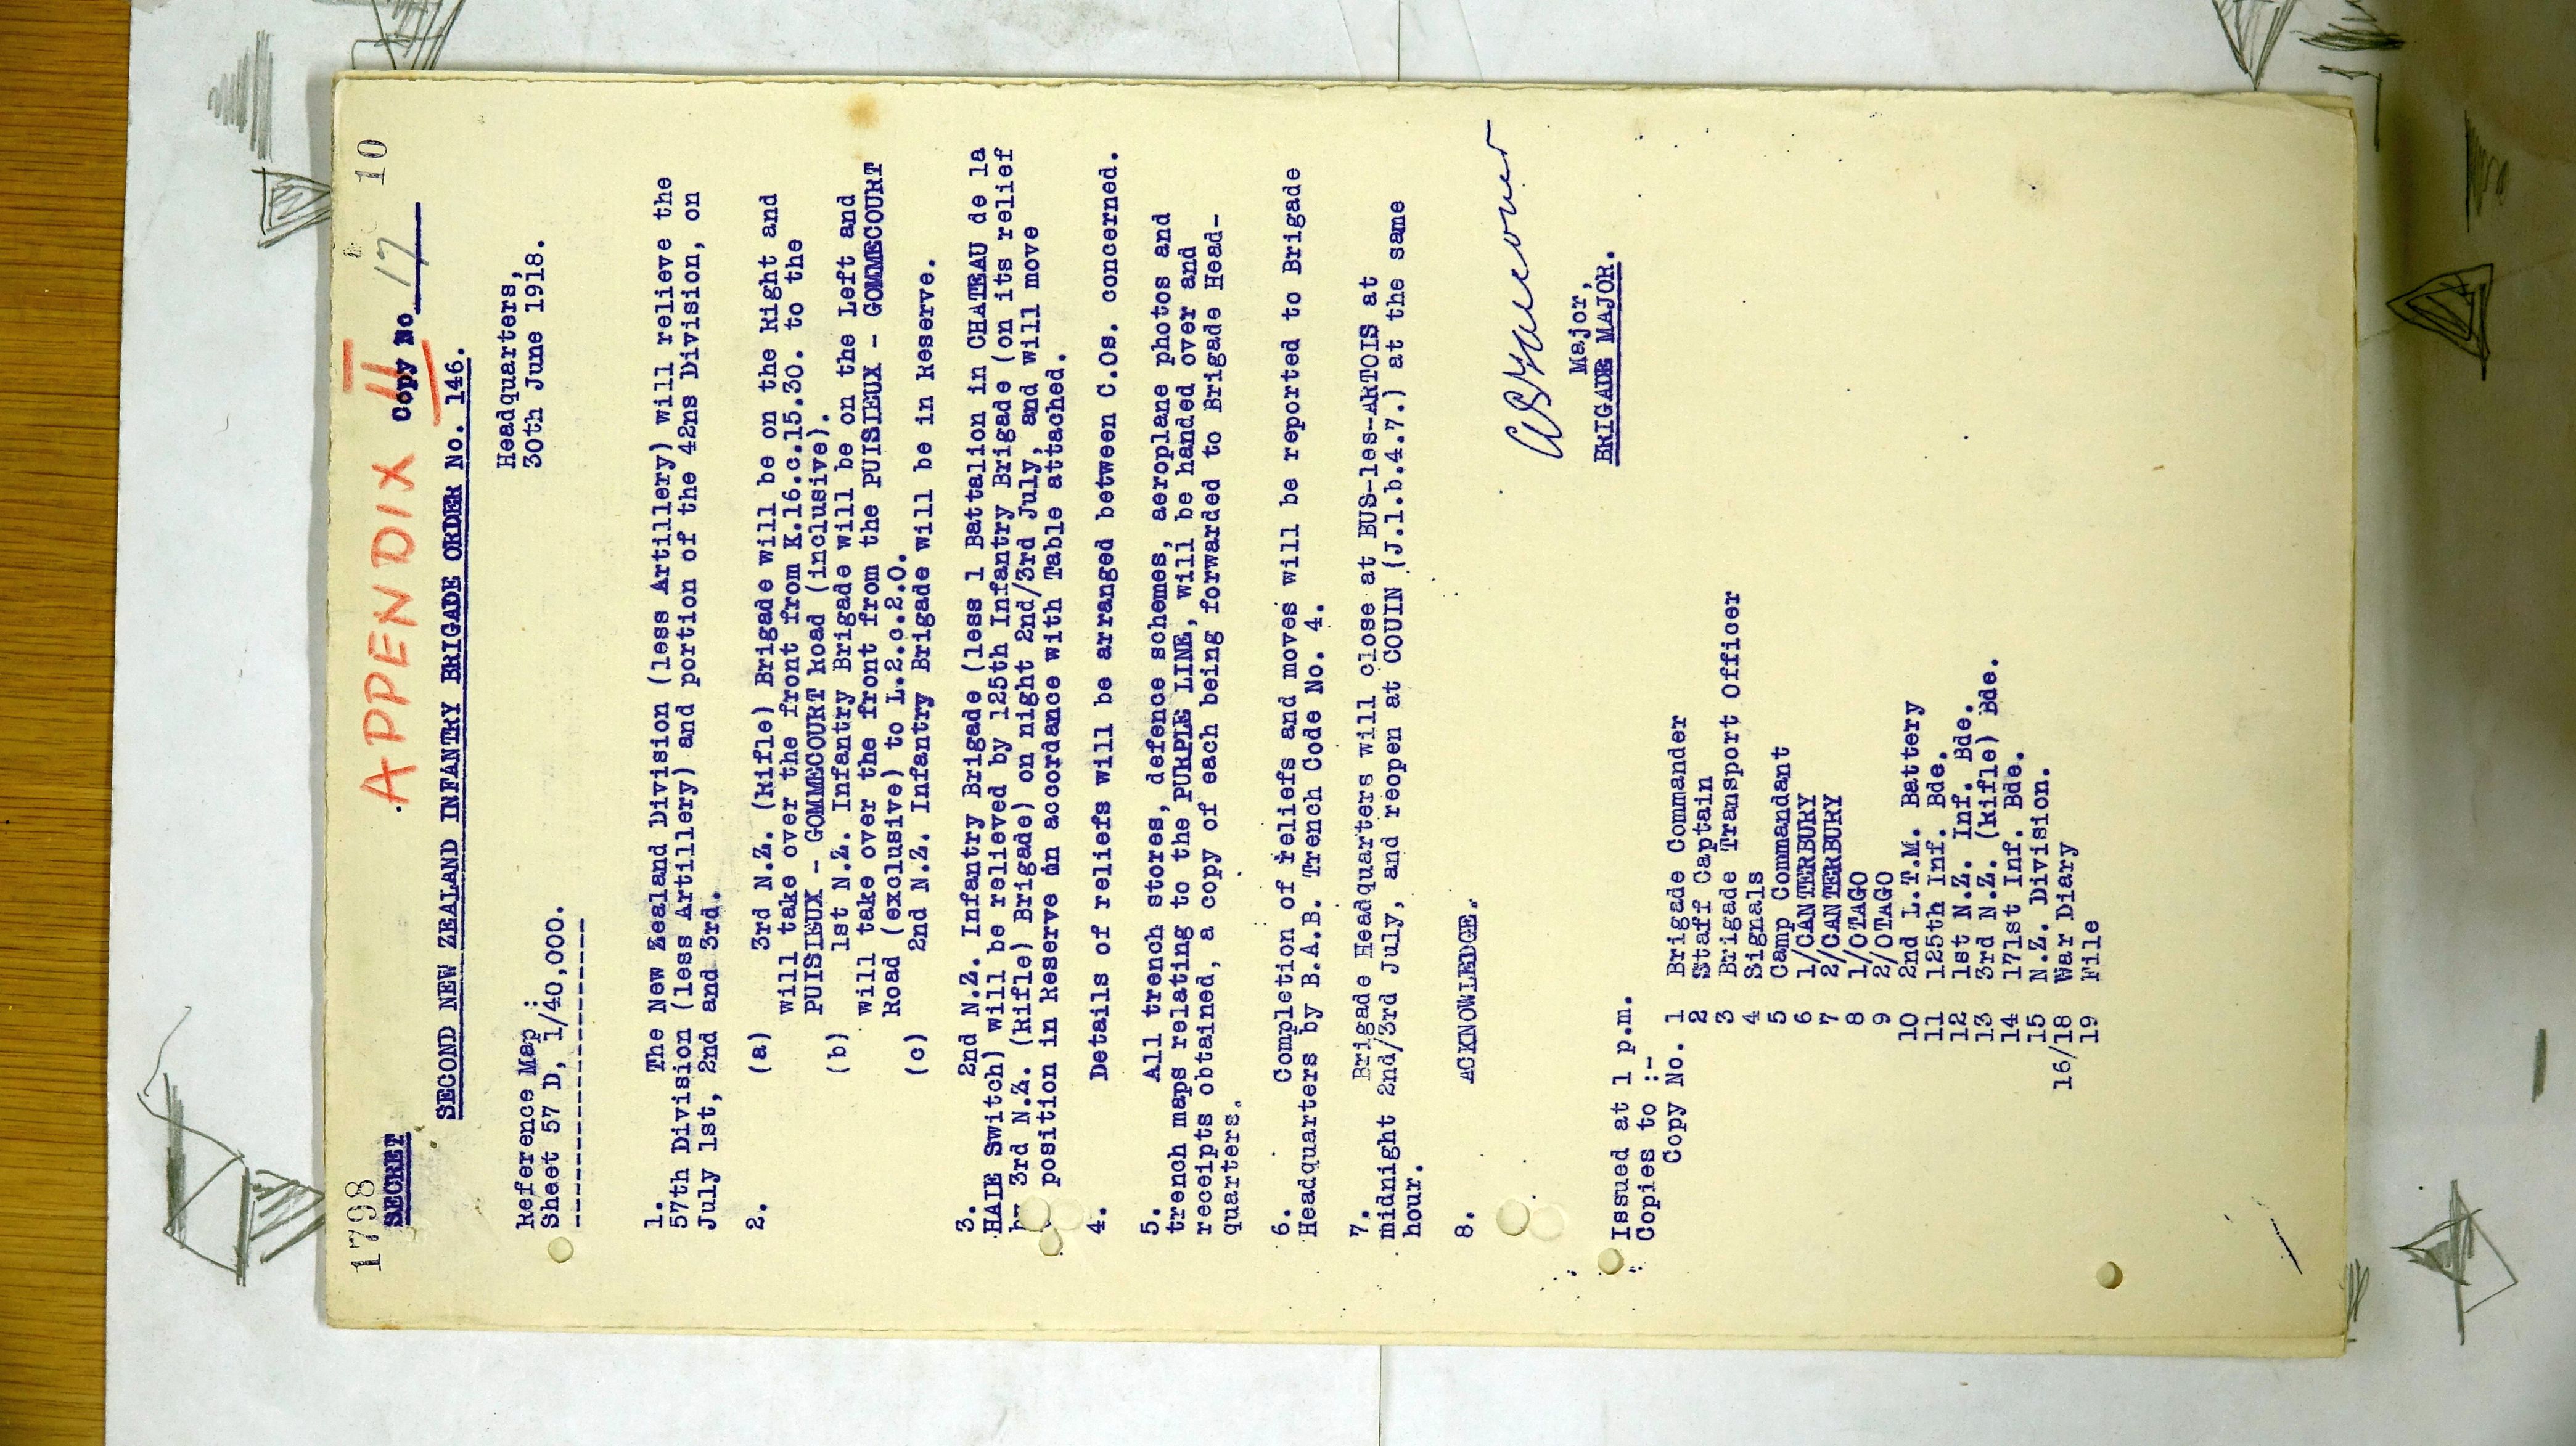 1798
10
APPENDIX II
SECRET
Copy No 17
SECOND NEW ZEALAND INFANTRY BRIGADE ORDER No. 146.
Headquarters,
30th June 1918.
Reference Map :
Sheet 57 D, 1/40,000.
1. The New Zealand Division (less Artillery) will relieve the
57th Division (less Artillery) and portion of the 42ns Division, on
July 1st, 2nd and 3rd.
2. (a) 3rd N.Z. (Rifle) Brigade will be on the Right and
will take over the front from K.16.c.15.30. to the
PUISIEUX - GOMMECOURT Road (inclusive).
(b) 1st N.Z. Infantry Brigade will be on the Left and
will take over the front from the PUISIEUX - GOMMECOURT
Road (exclusive) to L.2.c.2.0.
(c) 2nd N.Z. Infantry Brigade will be in Reserve.
3. 2nd N.Z. Infantry Brigade (less 1 Battalion in CHATEAU de la
HAIE Switch) will be relieved by 125th Infantry Brigade (on its relief
by 3rd N.Z. (Rifle) Brigade) on night 2nd/3rd July, and will move
position in Reserve in accordance with Table attached.
4. Details of reliefs will be arranged between C.Os. concerned.
5. All trench stores, defence schemes, aeroplane photos and
trench maps relating to the PURPLE LINE, will be handed over and
receipts obtained, a copy of each being forwarded to Brigade Head-
quarters.
6. Completion of reliefs and moves will be reported to Brigade
Headquarters by B.A.B. Trench Code No. 4.
7. Brigade Headquarters will close at BUS-les-ARTOIS at
midnight 2nd/3rd July, and reopen at COUIN (J.1.b.4.7.) at the same
hour.
8. ACKNOWLEDGE.
Major,
BRIGADE MAJOR.
Issued at 1 p.m.
Copies to :-
Copy No. 1 Brigade Commander
2 Staff Captain
3 Brigade Transport Officer
4 Signals
5 Camp Commandant
6 1/CANTERBURY
7 2/CANTERBURY
8 1/OTAGO
9 2/OTAGO
10 2nd L.T.M. Battery
11 125th Inf. Bde.
12 1st N.Z. Inf. Bde.
13 3rd N.Z. (Rifle) Bde.
14 171st Inf. Bde.
15 N.Z. Division.
16/18 War Diary
19 File